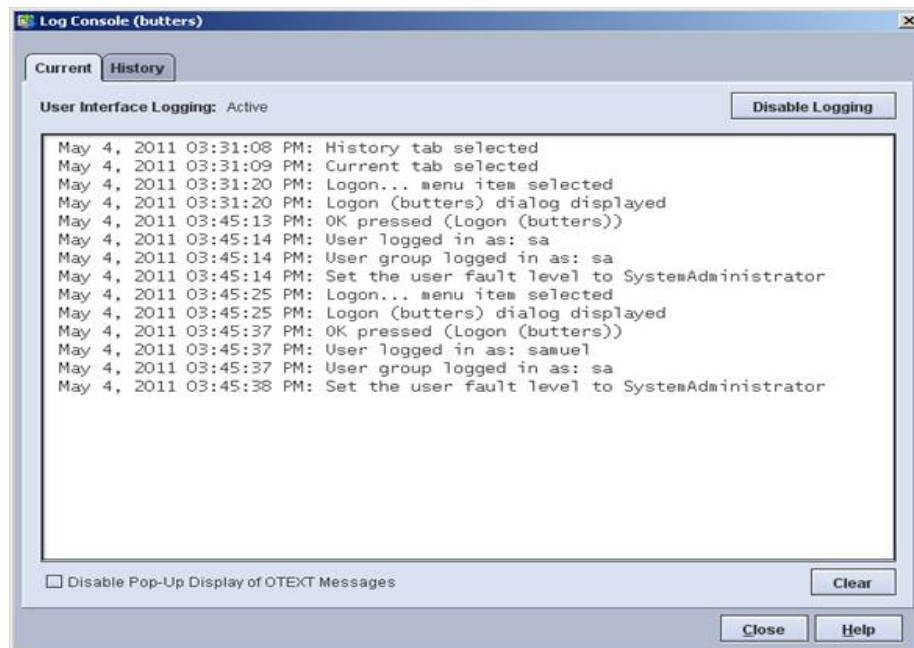 Log Console (butters)
Current History
User Interface Logging: Active Disable Logging
May 4, 2011 03:31:08 PM: History tab selected
May 4, 2011 03:31:09 PM: Current tab selected
May 4, 2011 03:31:20 PM: Logon... menu item selected
May 4, 2011 03:31:20 PM: Logon (butters) dialog displayed
May 4, 2011 03:45:13 PM: OK pressed (Logon (butters))
May 4, 2011 03:45:14 PM: User logged in as: sa
May 4, 2011 03:45:14 PM: User group logged in as: sa
May 4, 2011 03:45:14 PM: Set the user fault level to SystemAdministrator
May 4, 2011 03:45:25 PM: Logon... menu item selected
May 4, 2011 03:45:25 PM: Logon (butters) dialog displayed
May 4, 2011 03:45:37 PM: OK pressed (Logon (butters))
May 4, 2011 03:45:37 PM: User logged in as: samuel
May 4, 2011 03:45:37 PM: User group logged in as: sa
May 4, 2011 03:45:38 PM: Set the user fault level to SystemAdministrator
Disable Pop-Up Display of OTEXT Messages Clear
Close Help